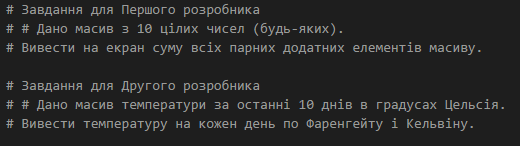 # Завдання для Першого розробника
# # Дано масив з 10 цілих чисел (будь-яких).
# Вивести на екран суму всіх парних додатних елементів масиву.
# Завдання для Другого розробника
# # Дано масив температури за останні 10 днів в градусах Цельсія.
# Вивести температуру на кожен день по Фаренгейту і Кельвіну.